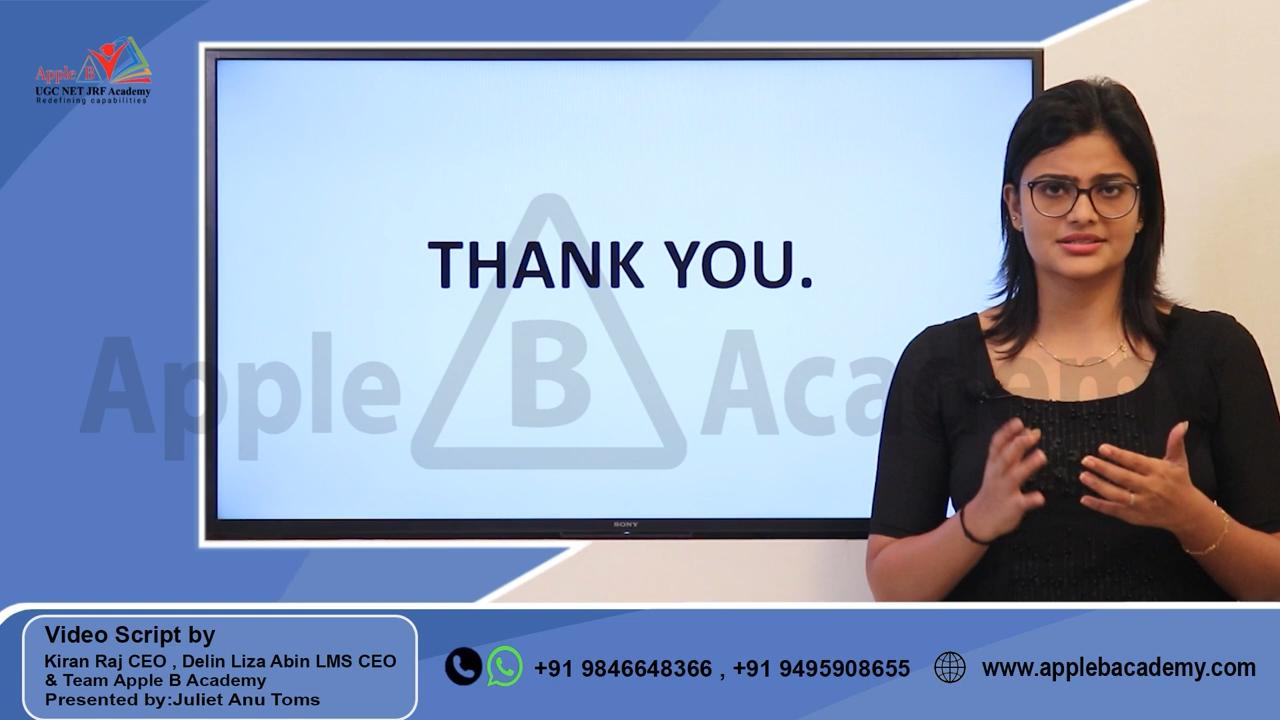 Apple B
UGC NET JRF Academy
Redefining capabilities
THANK YOU.
Apple B Academy
SONY
Video Script by
Kiran Raj CEO , Delin Liza Abin LMS CEO
& Team Apple B Academy
Presented by:Juliet Anu Toms
+91 9846648366 , +91 9495908655
www.applebacademy.com